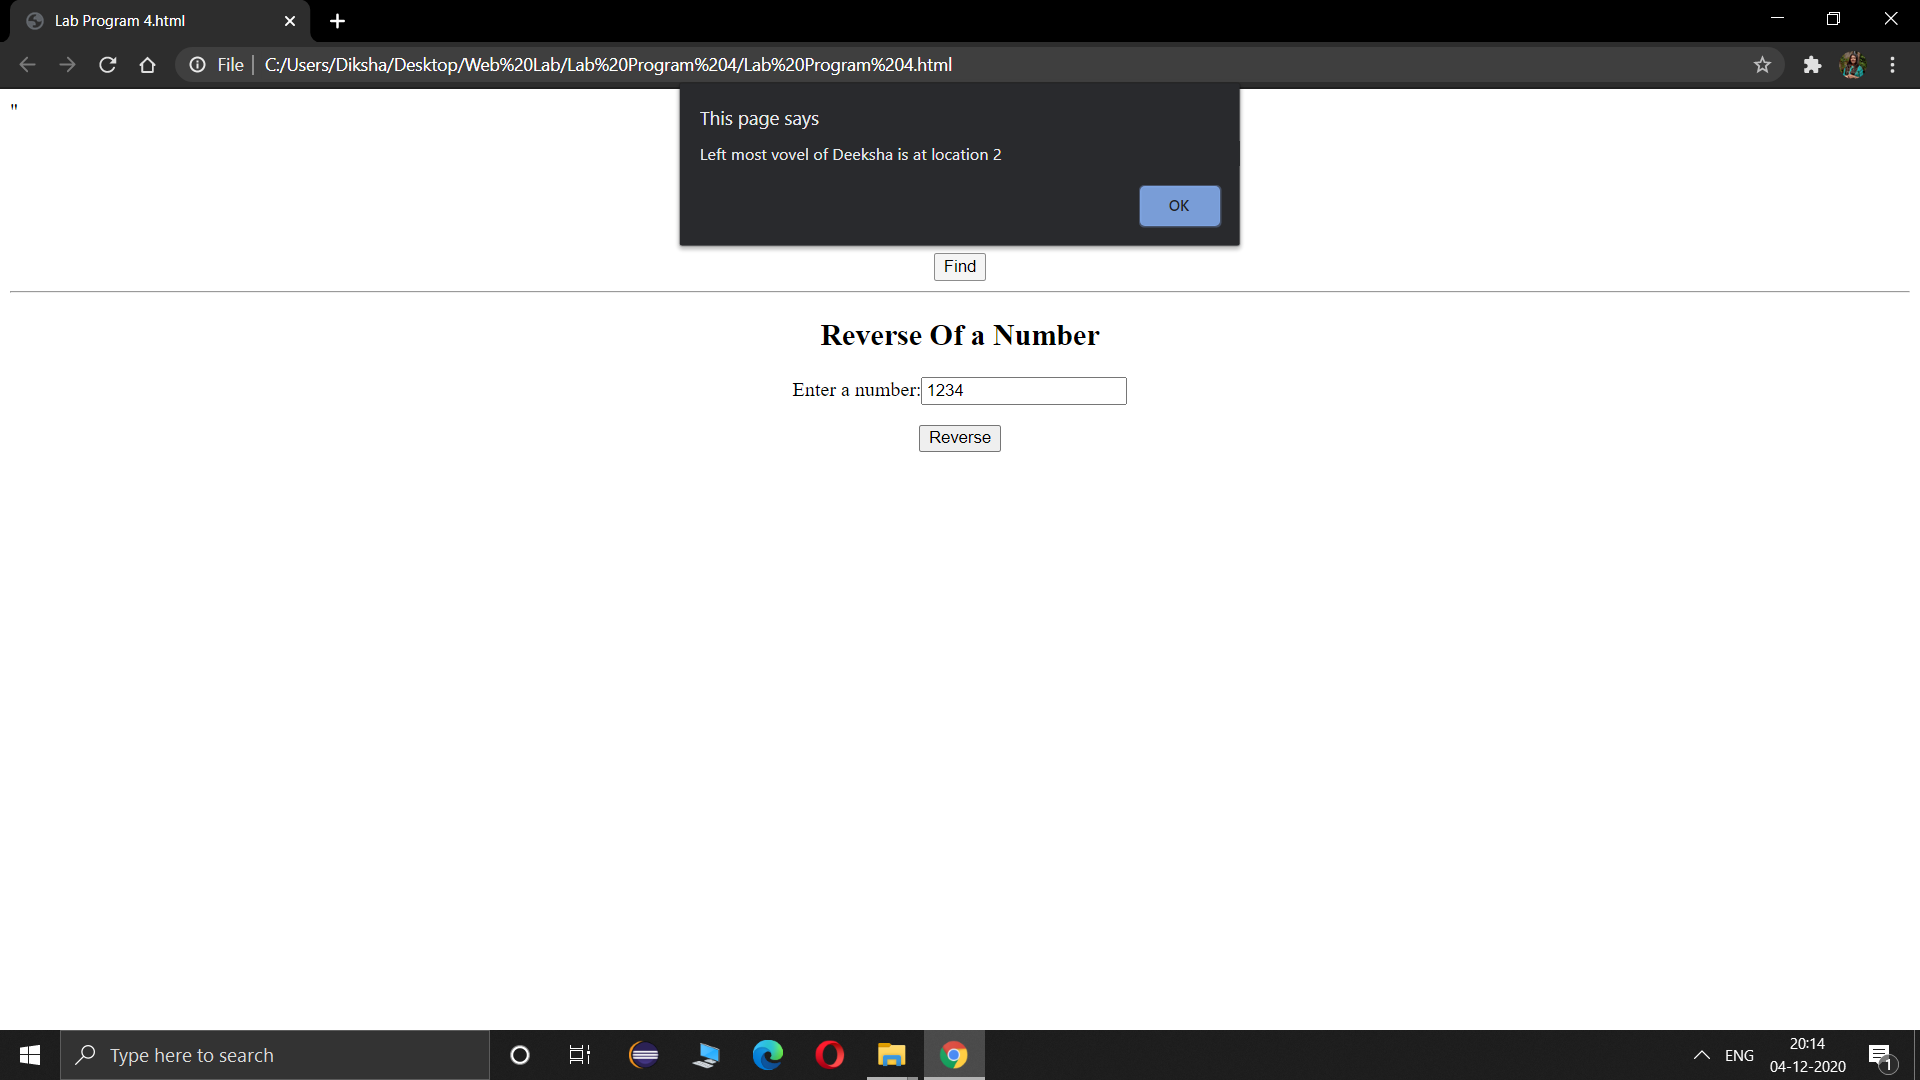 Lab Program 4.html
File | C:/Users/Diksha/Desktop/Web%20Lab/Lab%20Program%204/Lab%20Program%204.html
"
This page says
Left most vovel of Deeksha is at location 2
OK
Find
Reverse Of a Number
Enter a number: 1234
Reverse
Type here to search
ENG
20:14
04-12-2020
1